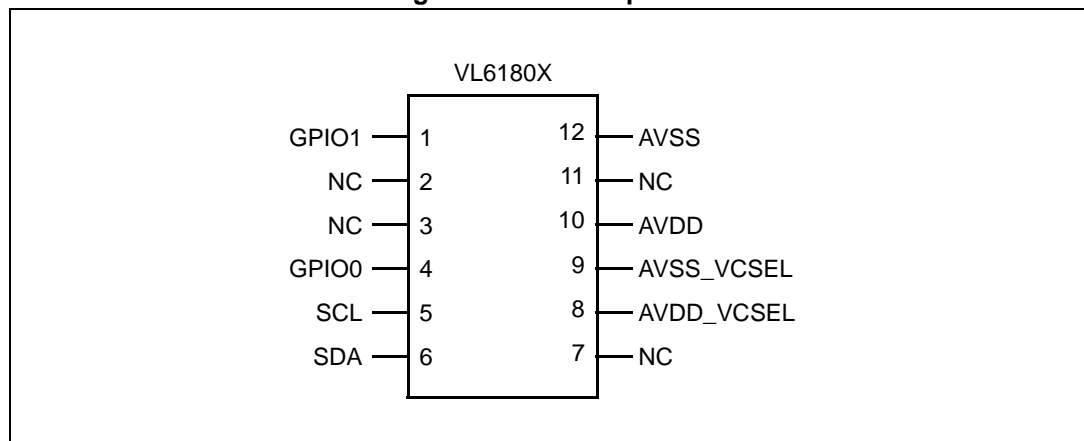 VL6180X
GPIO1 1 12 AVSS
NC 2 11 NC
NC 3 10 AVDD
GPIO0 4 9 AVSS_VCSEL
SCL 5 8 AVDD_VCSEL
SDA 6 7 NC